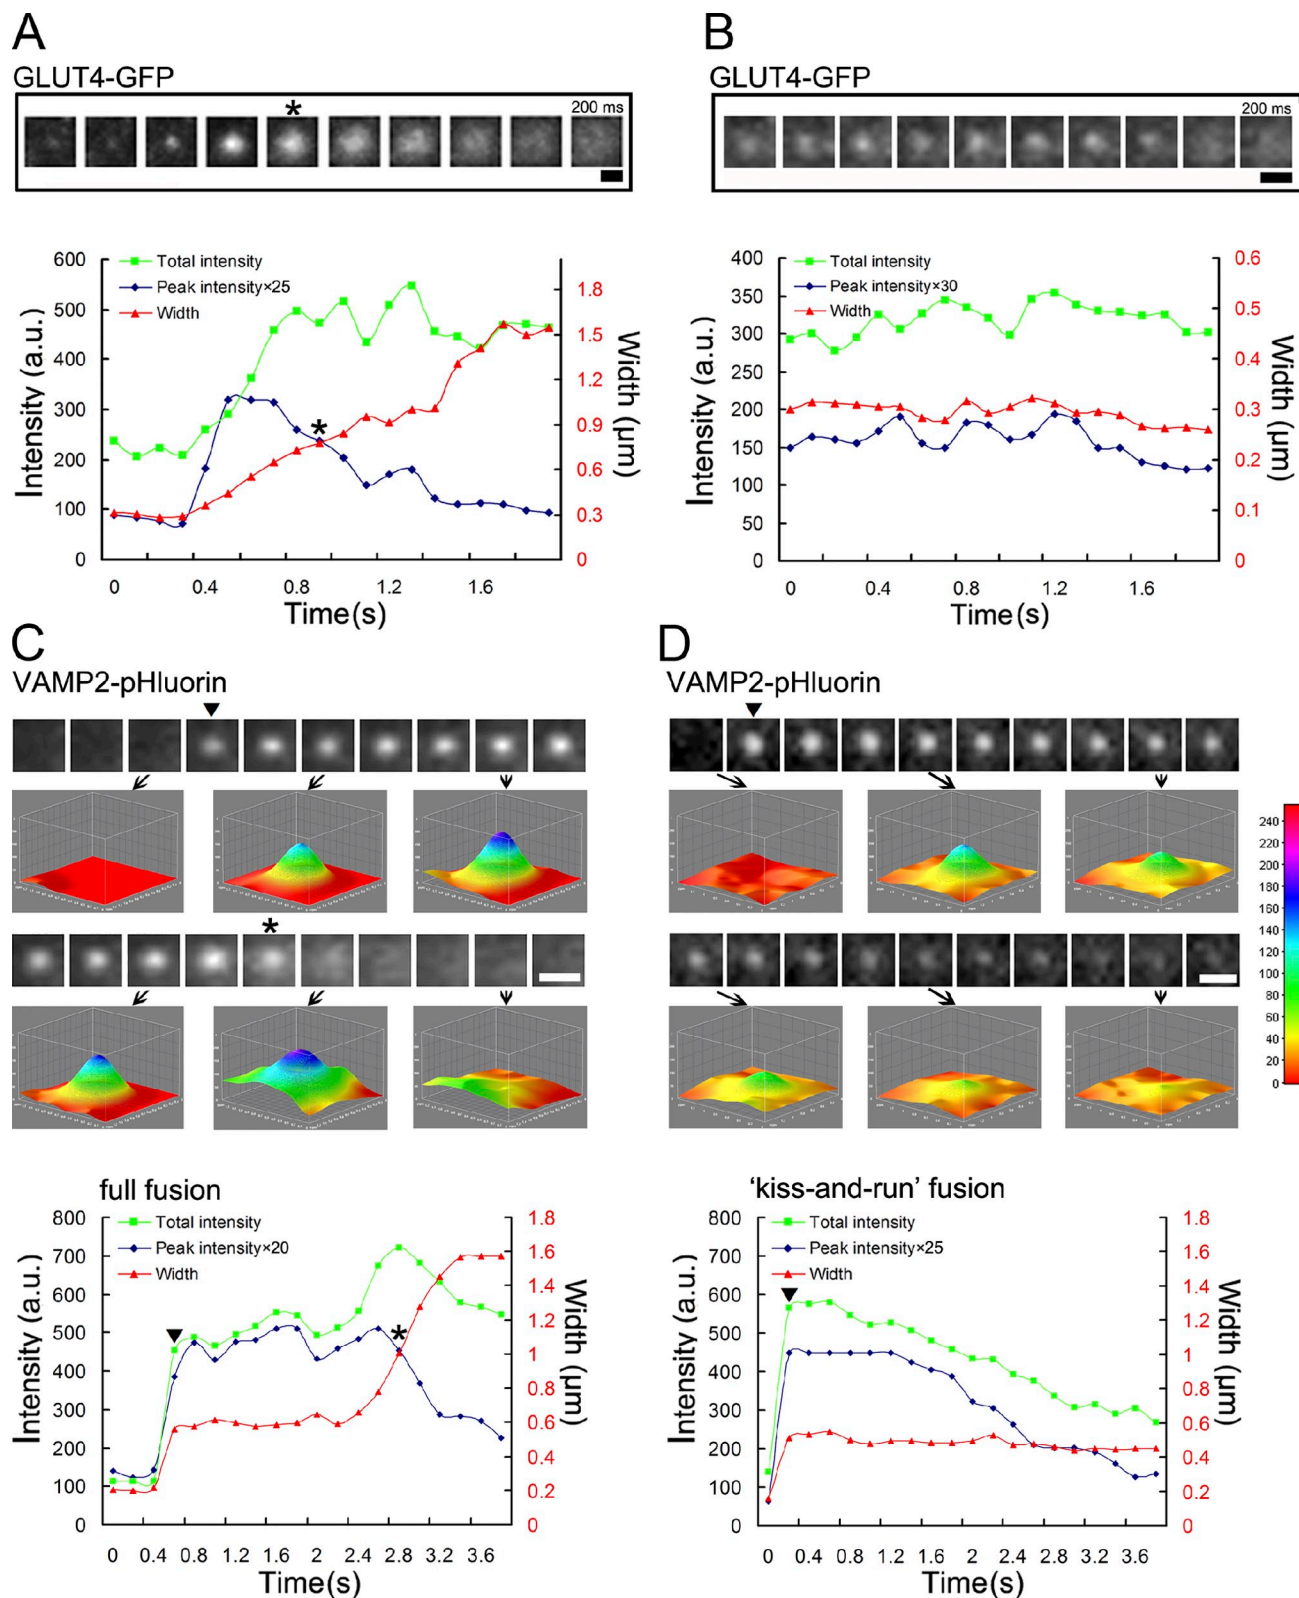 A
GLUT4-GFP
*
200 ms
Total intensity
Peak intensity×25
Width
600
500
400
300
200
100
0
1.8
1.5
1.2
0.9
0.6
0.3
0
*
0 0.4 0.8 1.2 1.6
Intensity (a.u.)
Width (μm)
Time(s)
B
GLUT4-GFP
200 ms
Total intensity
Peak intensity×30
Width
400
350
300
250
200
150
100
50
0
0.6
0.5
0.4
0.3
0.2
0.1
0
0 0.4 0.8 1.2 1.6
Intensity (a.u.)
Width (μm)
Time(s)
C
VAMP2-pHluorin
*
full fusion
Total intensity
Peak intensity×20
Width
800
700
600
500
400
300
200
100
0
1.8
1.6
1.4
1.2
1
0.8
0.6
0.4
0.2
0
*
0 0.4 0.8 1.2 1.6 2 2.4 2.8 3.2 3.6
Intensity (a.u.)
Width (μm)
Time(s)
D
VAMP2-pHluorin
240
220
200
180
160
140
120
100
80
60
40
20
0
'kiss-and-run' fusion
Total intensity
Peak intensity×25
Width
800
700
600
500
400
300
200
100
0
1.8
1.6
1.4
1.2
1
0.8
0.6
0.4
0.2
0
0 0.4 0.8 1.2 1.6 2 2.4 2.8 3.2 3.6
Intensity (a.u.)
Width (μm)
Time(s)